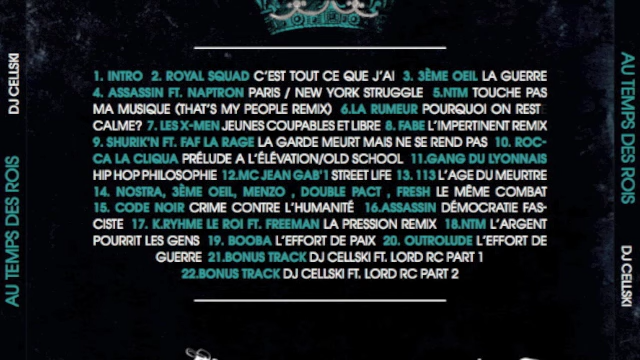 1. INTRO 2. ROYAL SQUAD C'EST TOUT CE QUE J'AI 3. 3ÈME OEIL LA GUERRE
4. ASSASSIN FT. NAPTRON PARIS / NEW YORK STRUGGLE 5.NTM TOUCHE PAS
MA MUSIQUE (THAT'S MY PEOPLE REMIX) 6.LA RUMEUR POURQUOI ON REST
CALME? 7. LES X-MEN JEUNES COUPABLES ET LIBRE 8. FABE L'IMPERTINENT REMIX
9. SHURIK'N FT. FAF LA RAGE LA GARDE MEURT MAIS NE SE REND PAS 10. ROC-
CA LA CLIQUA PRÉLUDE A L'ÉLÉVATION/OLD SCHOOL 11.GANG DU LYONNAIS
HIP HOP PHILOSOPHIE 12.MC JEAN GAB'1 STREET LIFE 13. 113 L'AGE DU MEURTRE
14. NOSTRA, 3ÈME OEIL, MENZO , DOUBLE PACT , FRESH LE MÊME COMBAT
15. CODE NOIR CRIME CONTRE L'HUMANITÉ 16.ASSASSIN DÉMOCRATIE FAS-
CISTE 17. K.RYHME LE ROI FT. FREEMAN LA PRESSION REMIX 18.NTM L'ARGENT
POURRIT LES GENS 19. BOOBA L'EFFORT DE PAIX 20. OUTROLUDE L'EFFORT DE
GUERRE 21.BONUS TRACK DJ CELLSKI FT. LORD RC PART 1
22.BONUS TRACK DJ CELLSKI FT. LORD RC PART 2
AU TEMPS DES ROIS
DJ CELLSKI
AU TEMPS DES ROIS
DJ CELLSKI